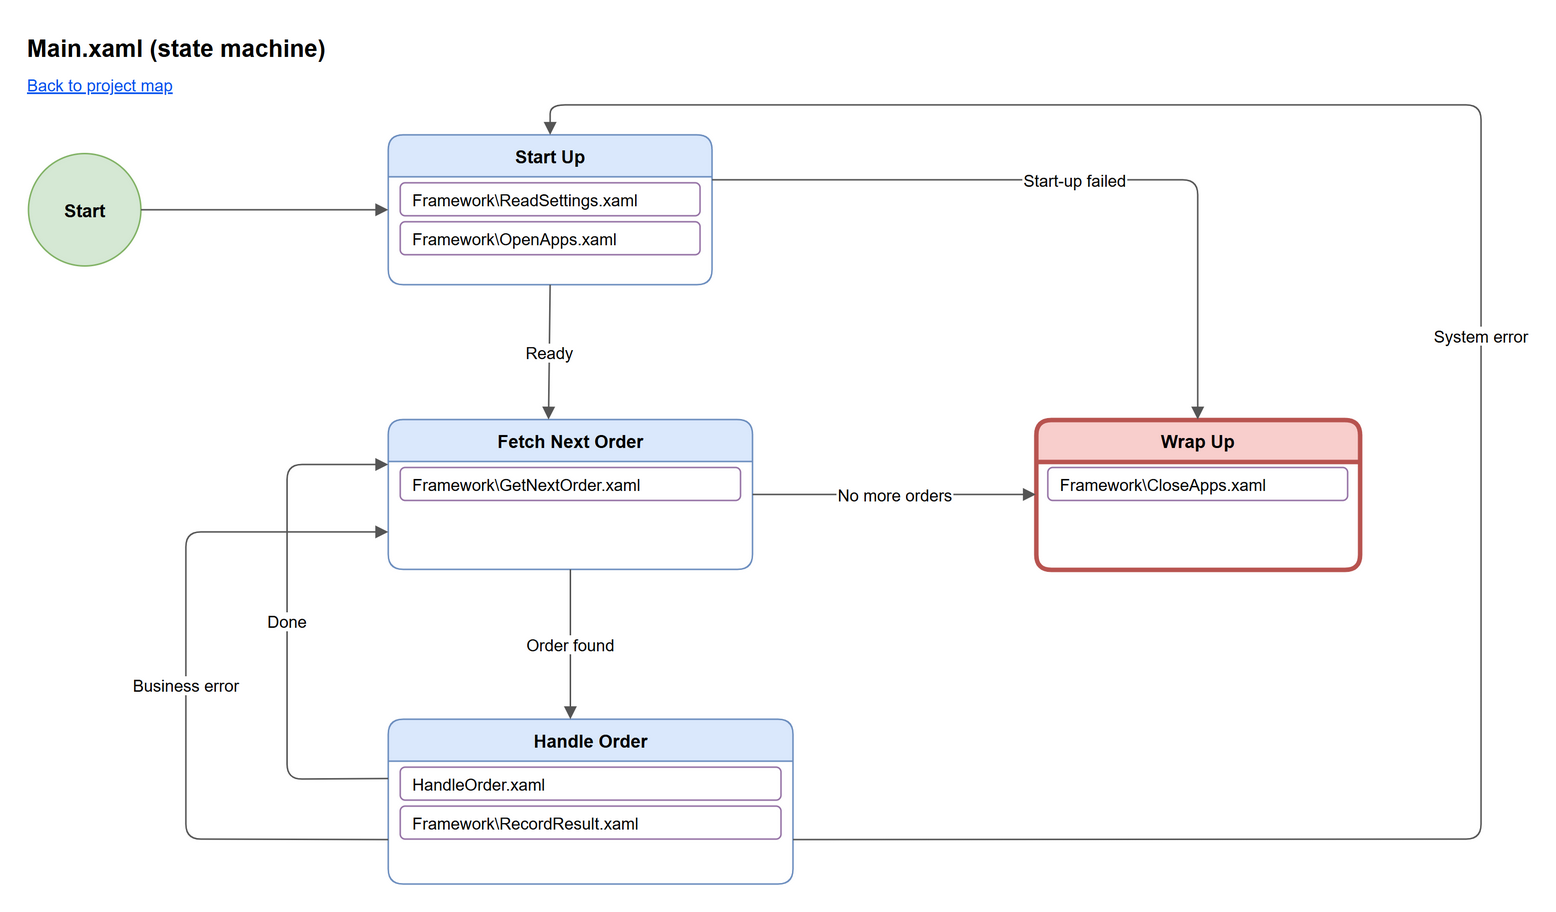 Main.xaml (state machine)
Back to project map
Start
Start Up
Framework\ReadSettings.xaml
Framework\OpenApps.xaml
Start-up failed
System error
Ready
Fetch Next Order
Framework\GetNextOrder.xaml
No more orders
Wrap Up
Framework\CloseApps.xaml
Done
Order found
Business error
Handle Order
HandleOrder.xaml
Framework\RecordResult.xaml